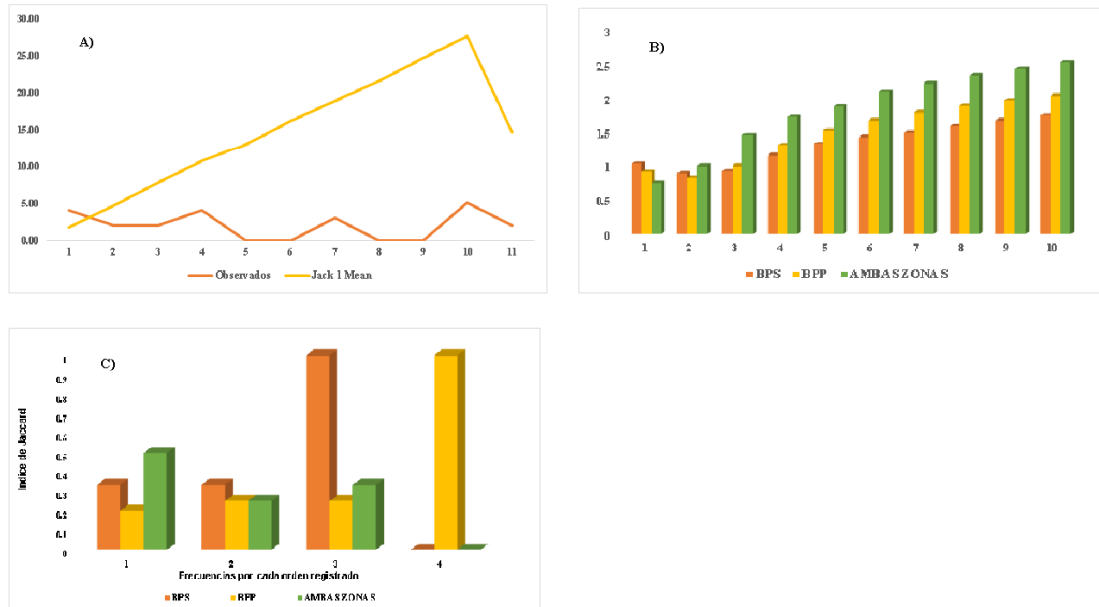 A)
30.00
25.00
20.00
15.00
10.00
5.00
0.00
1 2 3 4 5 6 7 8 9 10 11
Observados Jack 1 Mean
B)
3
2.5
2
1.5
1
0.5
0
1 2 3 4 5 6 7 8 9 10
BPS BPP AMBASZONAS
C)
Indice de Jaccard
1
0.9
0.8
0.7
0.6
0.5
0.4
0.3
0.2
0.1
0
1 2 3 4
Frecuencias por cada orden registrado
BPS BPP AMBASZONAS